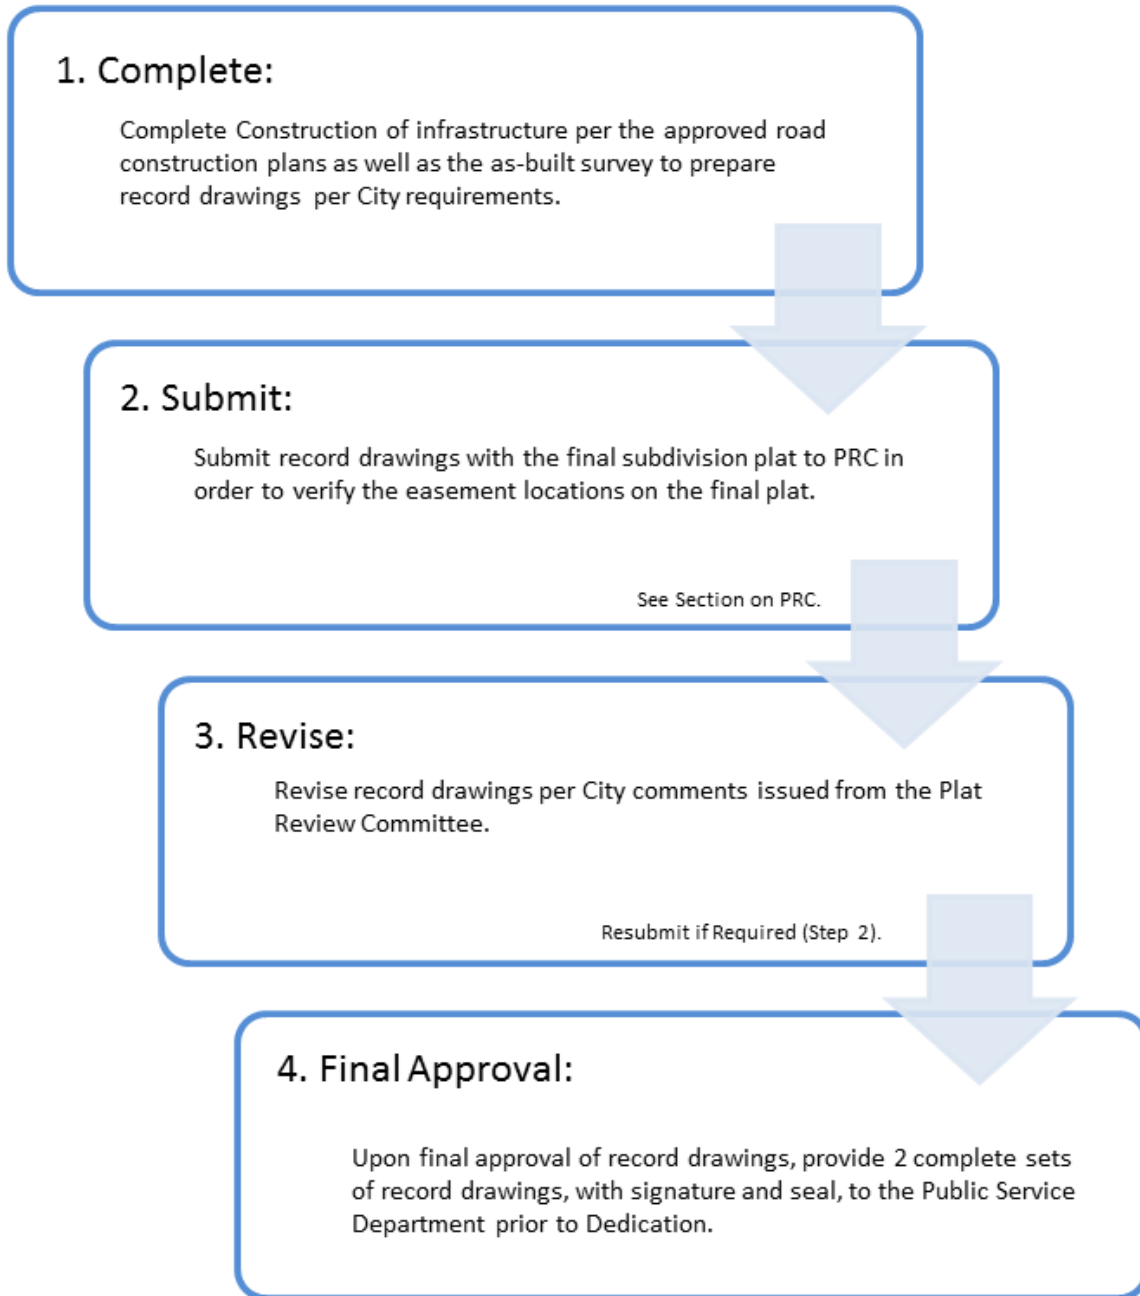 1. Complete:
Complete Construction of infrastructure per the approved road
construction plans as well as the as-built survey to prepare
record drawings per City requirements.
2. Submit:
Submit record drawings with the final subdivision plat to PRC in
order to verify the easement locations on the final plat.
See Section on PRC.
3. Revise:
Revise record drawings per City comments issued from the Plat
Review Committee.
Resubmit if Required (Step 2).
4. Final Approval:
Upon final approval of record drawings, provide 2 complete sets
of record drawings, with signature and seal, to the Public Service
Department prior to Dedication.